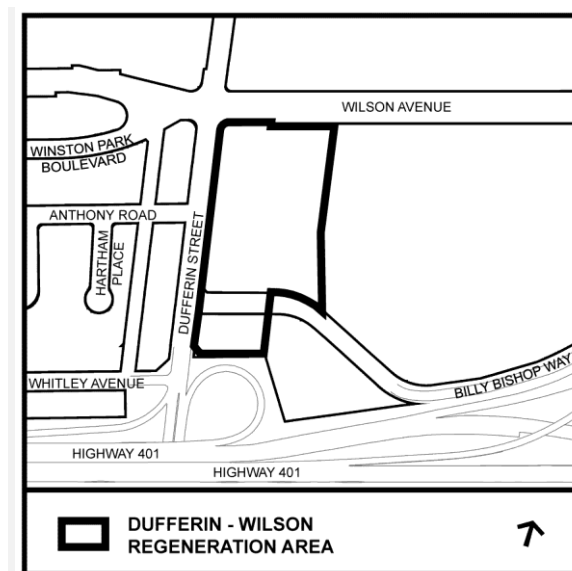 WILSON AVENUE
WINSTON PARK
BOULEVARD
ANTHONY ROAD
HARTHAM
PLACE
DUFFERIN STREET
WHITLEY AVENUE
BILLY BISHOP WAY
HIGHWAY 401
HIGHWAY 401
DUFFERIN - WILSON
REGENERATION AREA